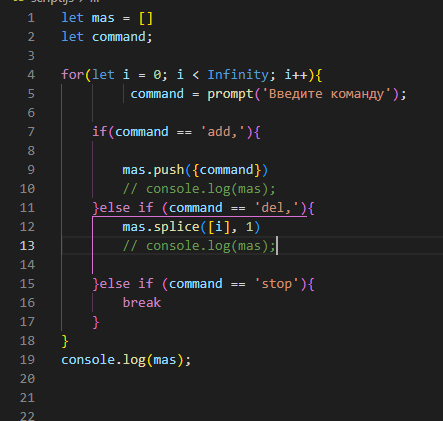 1 let mas = []
2 let command;
3
4 for(let i = 0; i < Infinity; i++){
5 command = prompt('Введите команду');
6
7 if(command == 'add,'){
8
9 mas.push({command})
10 // console.log(mas);
11 }else if (command == 'del,'){
12 mas.splice([i], 1)
13 // console.log(mas);
14
15 }else if (command == 'stop'){
16 break
17 }
18 }
19 console.log(mas);
20
21
22